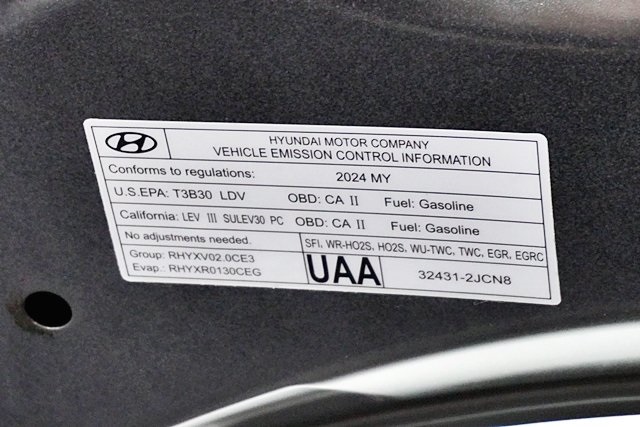 HYUNDAI MOTOR COMPANY
VEHICLE EMISSION CONTROL INFORMATION
Conforms to regulations: 2024 MY
U.S.EPA: T3B30 LDV OBD: CA II Fuel: Gasoline
California: LEV III SULEV30 PC OBD: CA II Fuel: Gasoline
No adjustments needed. SFI, WR-HO2S, HO2S, WU-TWC, TWC, EGR, EGRC
Group: RHYXV02.0CE3
Evap.: RHYXR0130CEG
UAA 32431-2JCN8